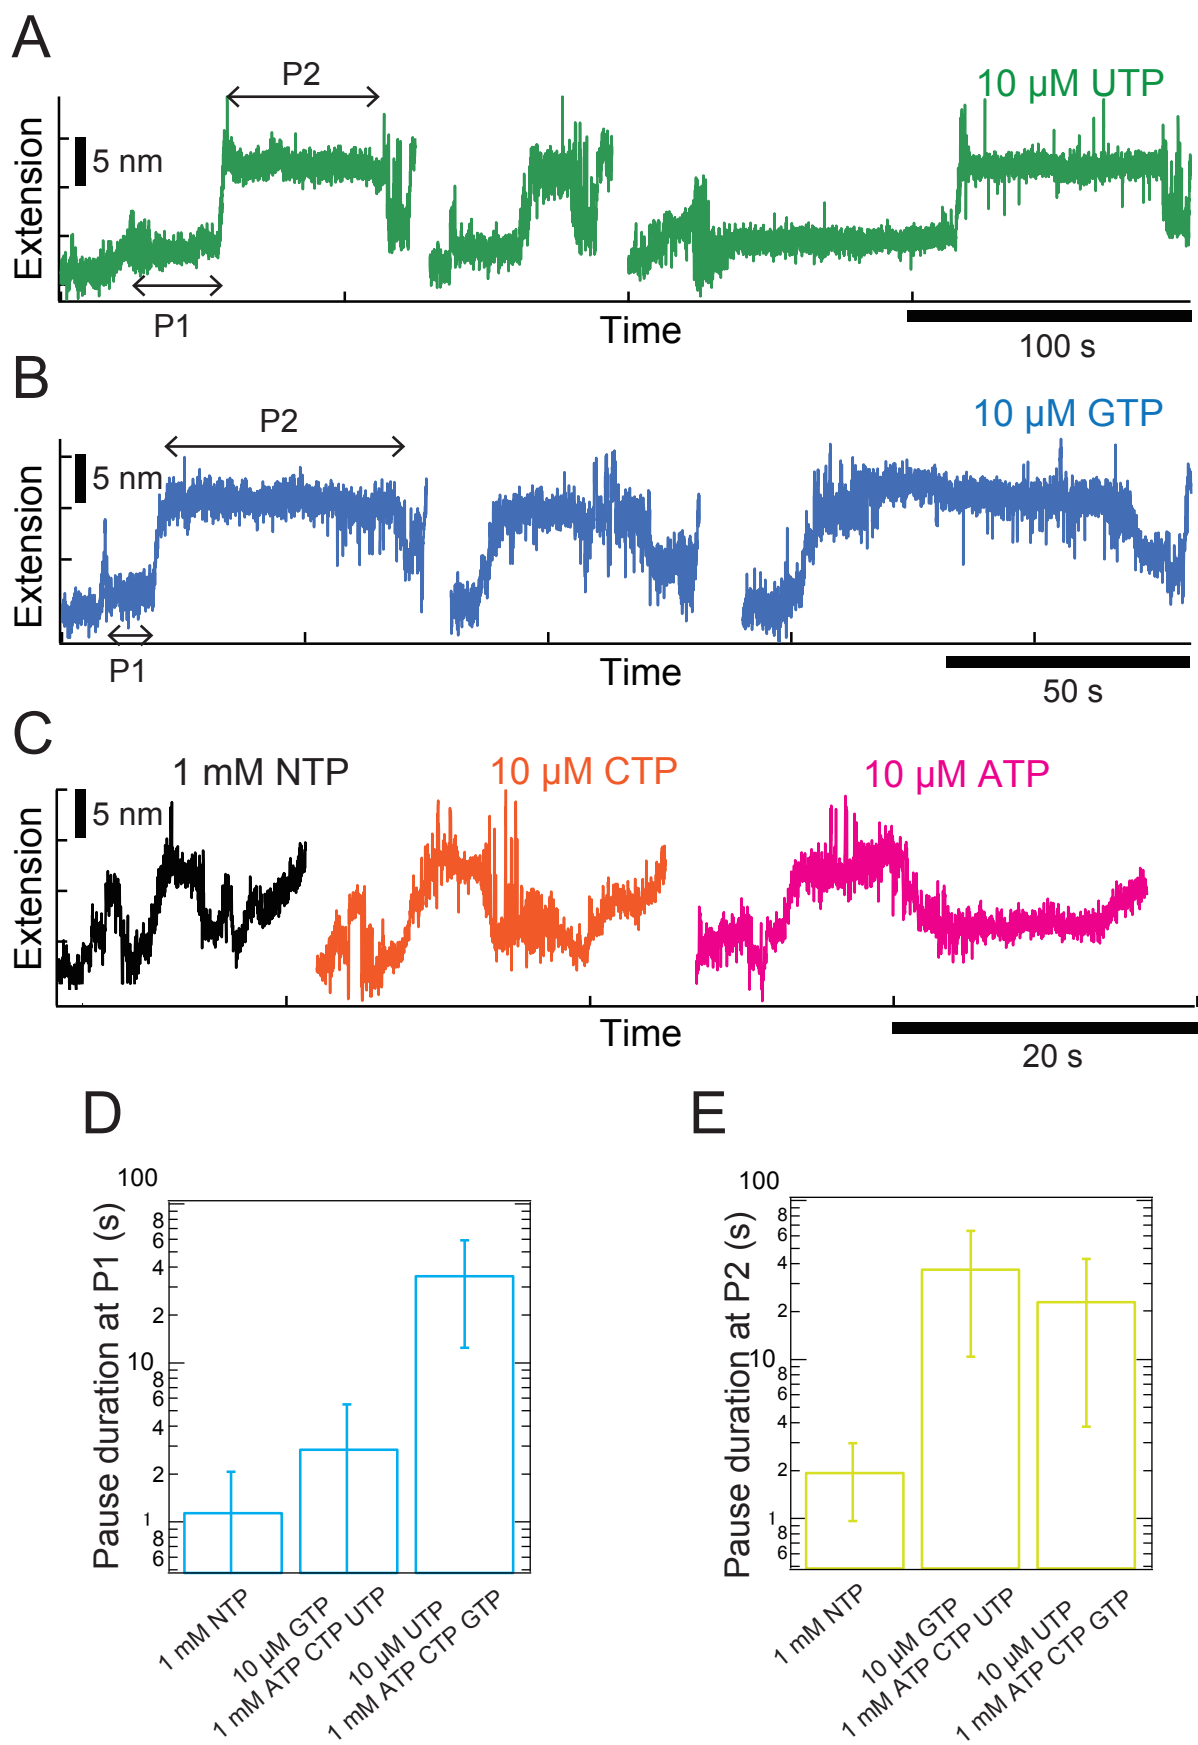 A
P2
10 µM UTP
5 nm
Extension
P1
Time
100 s
B
P2
10 µM GTP
5 nm
Extension
P1
Time
50 s
C
1 mM NTP
10 µM CTP
10 µM ATP
5 nm
Extension
Time
20 s
D
100
8
6
4
2
10
8
6
4
2
1
8
6
Pause duration at P1 (s)
1 mM NTP
10 µM GTP
1 mM ATP CTP UTP
10 µM UTP
1 mM ATP CTP GTP
E
100
8
6
4
2
10
8
6
4
2
1
8
6
Pause duration at P2 (s)
1 mM NTP
10 µM GTP
1 mM ATP CTP UTP
10 µM UTP
1 mM ATP CTP GTP